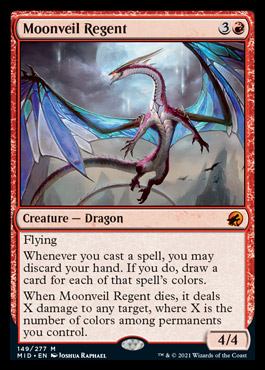 Moonveil Regent 3
Creature — Dragon
Flying
Whenever you cast a spell, you may
discard your hand. If you do, draw a
card for each of that spell's colors.
When Moonveil Regent dies, it deals
X damage to any target, where X is the
number of colors among permanents
you control.
4/4
149/277 M
MID • EN Joshua Raphael ™ & © 2021 Wizards of the Coast